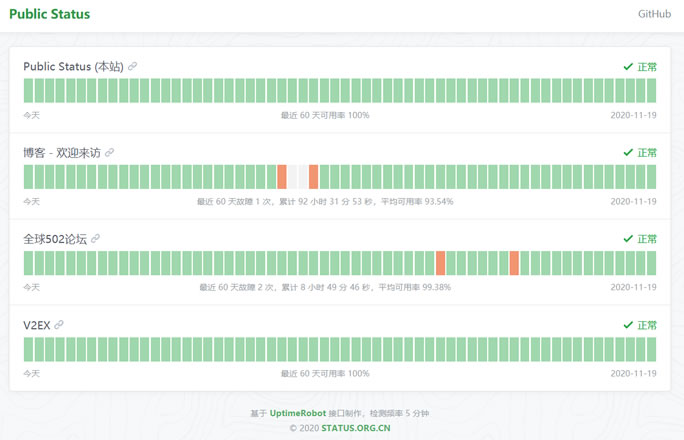 Public Status GitHub
Public Status (本站) 正常
今天 最近 60 天可用率 100% 2020-11-19
博客 - 欢迎来访 正常
今天 最近 60 天故障 1 次，累计 92 小时 31 分 53 秒，平均可用率 93.54% 2020-11-19
全球502论坛 正常
今天 最近 60 天故障 2 次，累计 8 小时 49 分 46 秒，平均可用率 99.38% 2020-11-19
V2EX 正常
今天 最近 60 天可用率 100% 2020-11-19
基于 UptimeRobot 接口制作，检测频率 5 分钟
© 2020 STATUS.ORG.CN